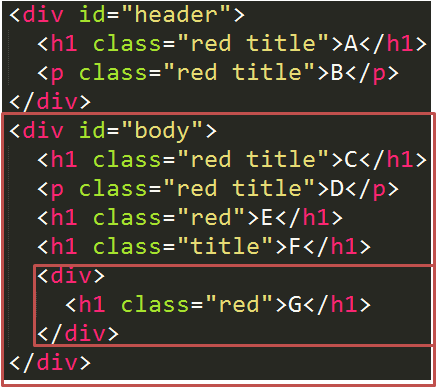 <div id="header">
  <h1 class="red title">A</h1>
  <p class="red title">B</p>
</div>
<div id="body">
  <h1 class="red title">C</h1>
  <p class="red title">D</p>
  <h1 class="red">E</h1>
  <h1 class="title">F</h1>
  <div>
    <h1 class="red">G</h1>
  </div>
</div>